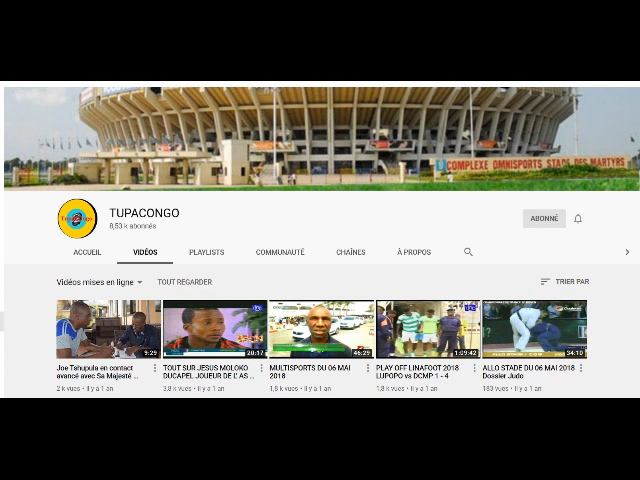 COMPLEXE OMNISPORTS STADE DES MARTYRS
TUPACONGO
8,53 k abonnés
ABONNÉ
ACCUEIL VIDÉOS PLAYLISTS COMMUNAUTÉ CHAÎNES À PROPOS
Vidéos mises en ligne TOUT REGARDER TRIER PAR
9:29 20:17 46:29 1:09:42 34:10
Joe Tshupula en contact
avancé avec Sa Majesté ...
2 k vues • Il y a 1 an
TOUT SUR JESUS MOLOKO
DUCAPEL JOUEUR DE L' AS ...
3,8 k vues • Il y a 1 an
MULTISPORTS DU 06 MAI
2018
1,8 k vues • Il y a 1 an
PLAY OFF LINAFOOT 2018
LUPOPO vs DCMP 1 - 4
1,8 k vues • Il y a 1 an
ALLO STADE DU 06 MAI 2018
Dossier Judo
183 vues • Il y a 1 an